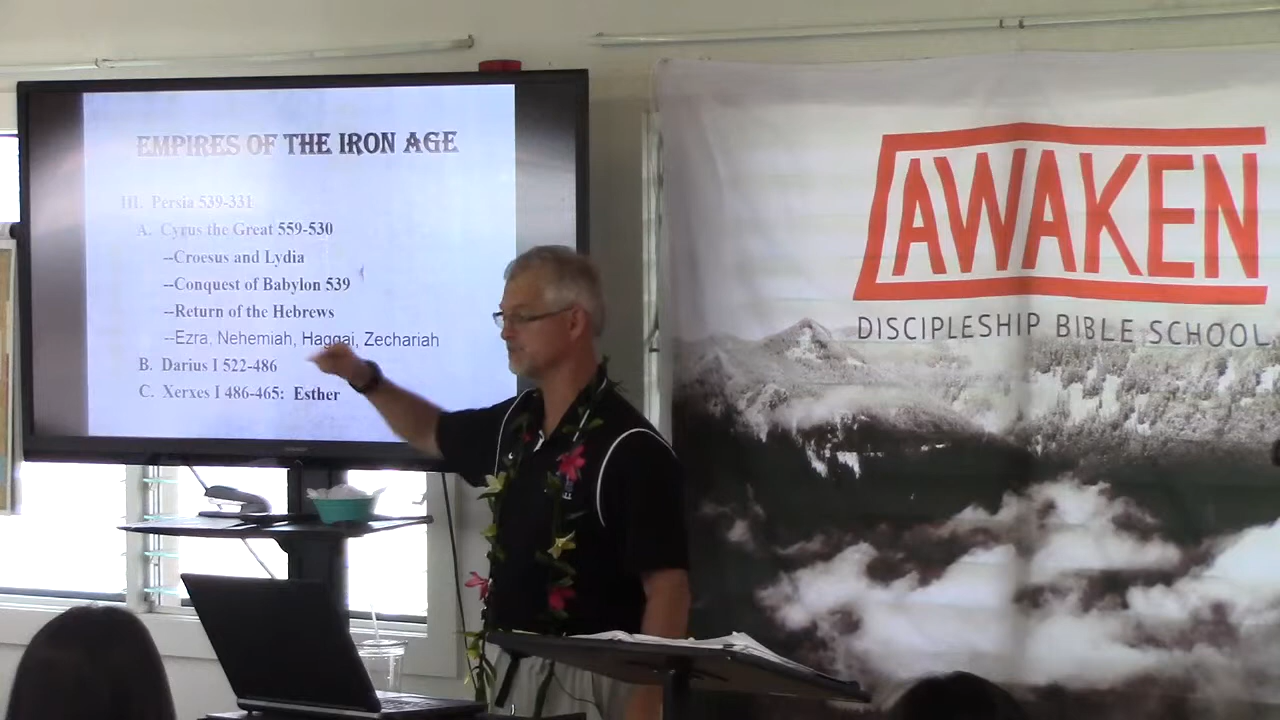 EMPIRES OF THE IRON AGE
III. Persia 539-331
A. Cyrus the Great 559-530
--Croesus and Lydia
--Conquest of Babylon 539
--Return of the Hebrews
--Ezra, Nehemiah, Haggai, Zechariah
B. Darius I 522-486
C. Xerxes I 486-465: Esther
AWAKEN
DISCIPLESHIP BIBLE SCHOOL